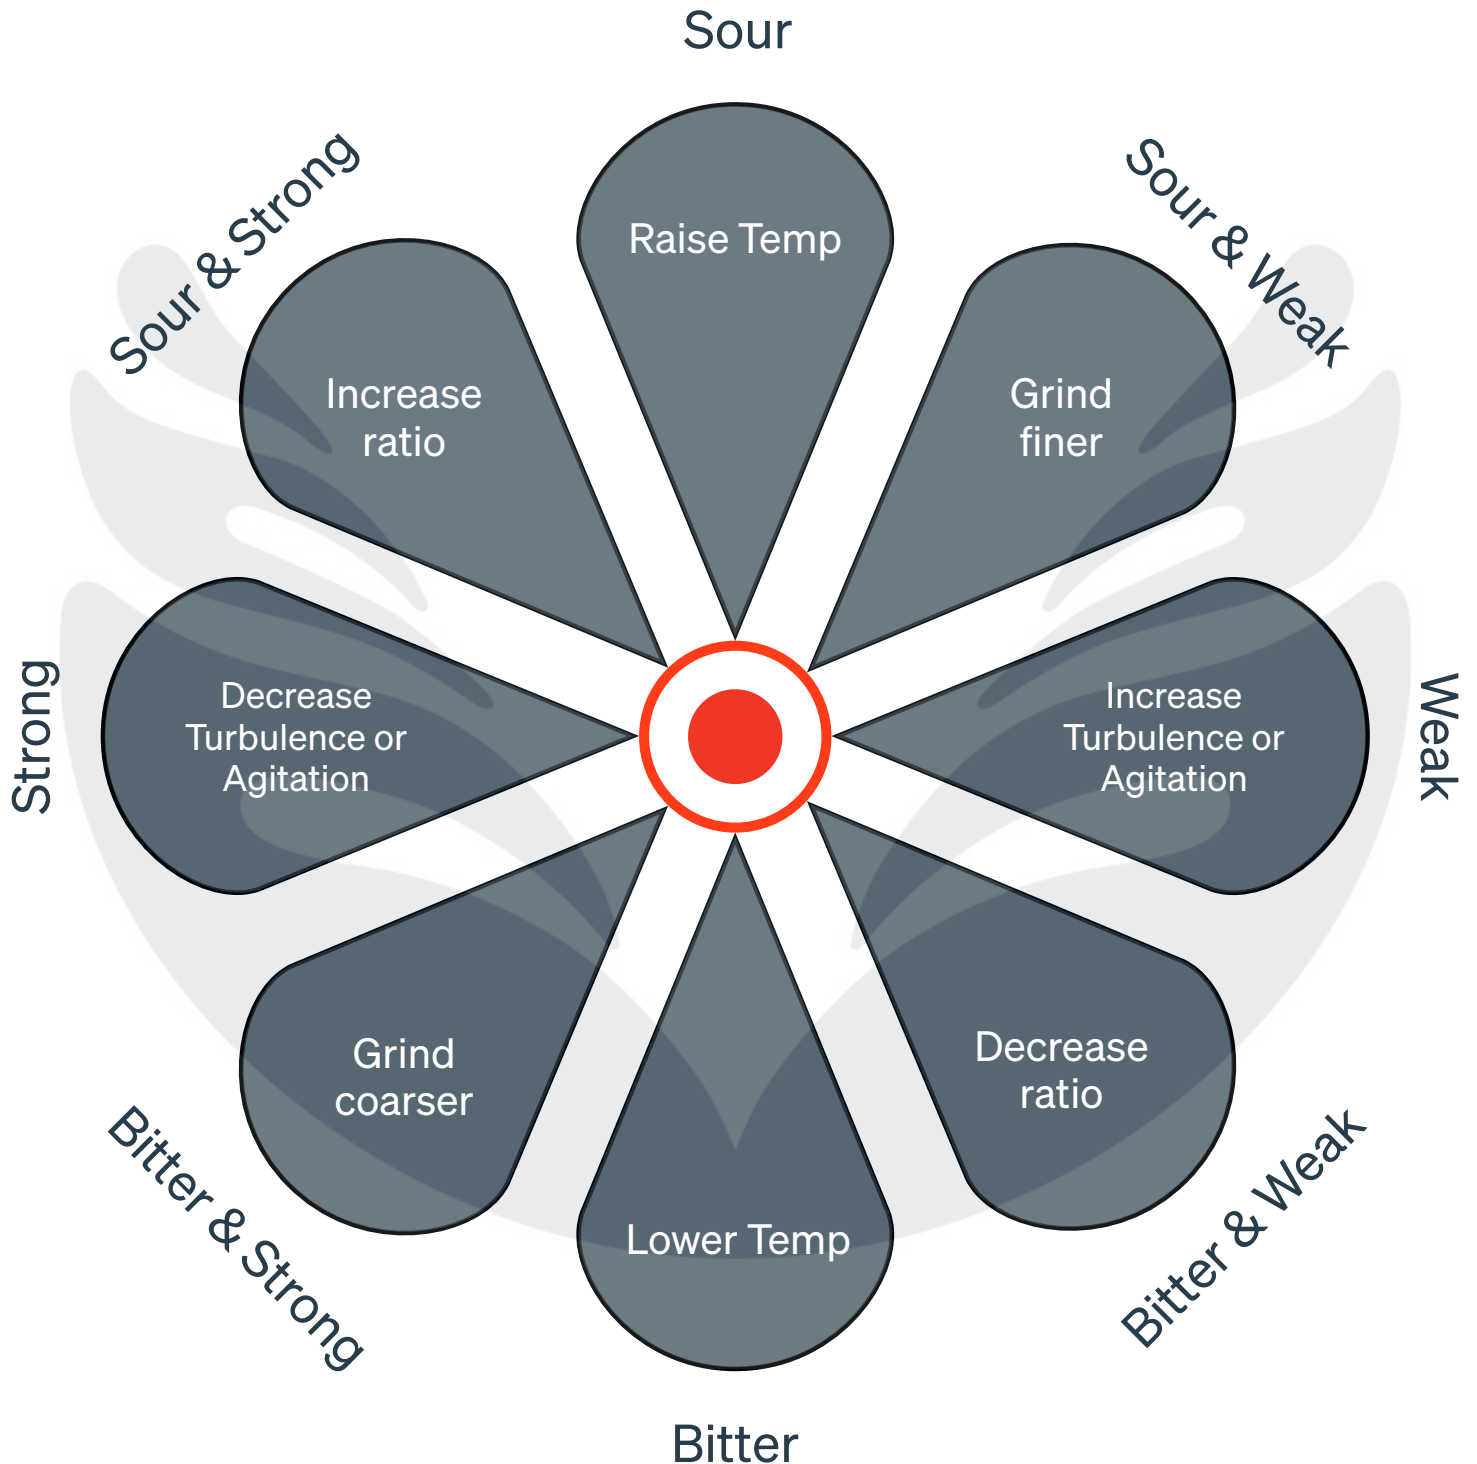 Sour
Sour & Strong
Sour & Weak
Raise Temp
Increase
ratio
Grind
finer
Strong
Decrease
Turbulence or
Agitation
Increase
Turbulence or
Agitation
Weak
Grind
coarser
Decrease
ratio
Lower Temp
Bitter & Strong
Bitter & Weak
Bitter